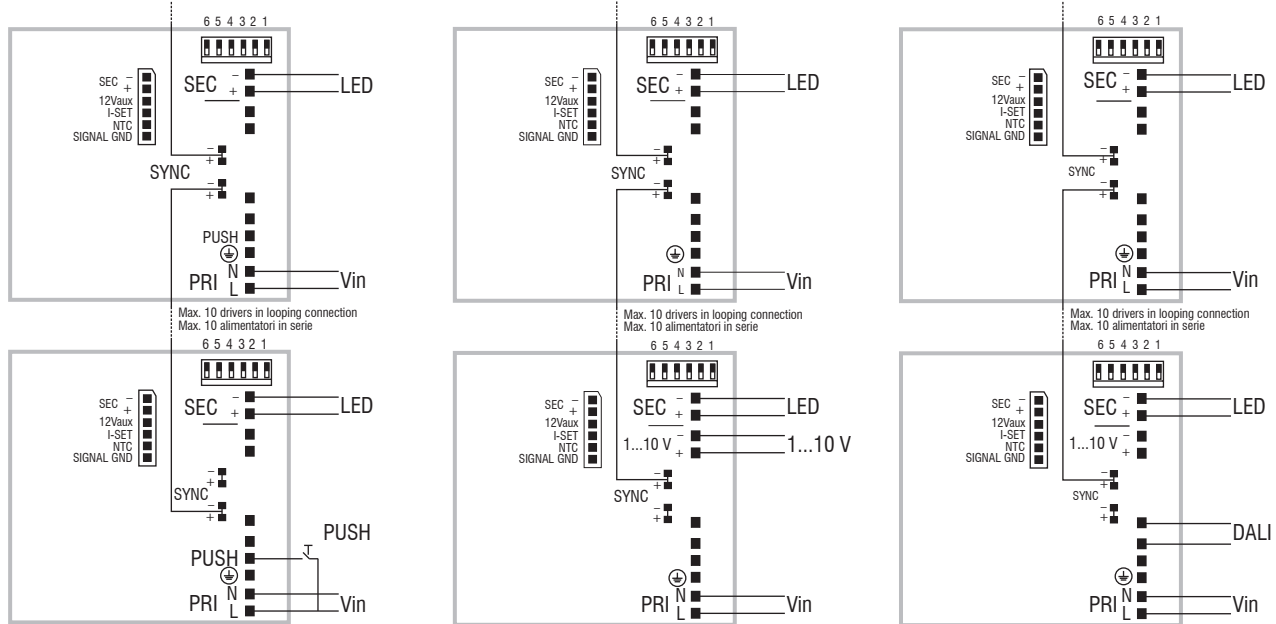 6 5 4 3 2 1
SEC −
+
12Vaux
I-SET
NTC
SIGNAL GND
SEC −
+
LED
−
+
SYNC
−
+
PUSH
PRI N
L
Vin
Max. 10 drivers in looping connection
Max. 10 alimentatori in serie
6 5 4 3 2 1
SEC −
+
12Vaux
I-SET
NTC
SIGNAL GND
SEC −
+
LED
−
+
SYNC
−
+
PRI N
L
Vin
Max. 10 drivers in looping connection
Max. 10 alimentatori in serie
6 5 4 3 2 1
SEC −
+
12Vaux
I-SET
NTC
SIGNAL GND
SEC −
+
LED
−
+
SYNC
−
+
PRI N
L
Vin
Max. 10 drivers in looping connection
Max. 10 alimentatori in serie
6 5 4 3 2 1
SEC −
+
12Vaux
I-SET
NTC
SIGNAL GND
SEC −
+
LED
−
+
SYNC
−
+
PUSH
PUSH
PRI N
L
Vin
6 5 4 3 2 1
SEC −
+
12Vaux
I-SET
NTC
SIGNAL GND
SEC −
+
LED
1...10 V −
+
1...10 V
−
+
SYNC
−
+
PRI N
L
Vin
6 5 4 3 2 1
SEC −
+
12Vaux
I-SET
NTC
SIGNAL GND
SEC −
+
LED
1...10 V −
+
−
+
SYNC
−
+
DALI
PRI N
L
Vin